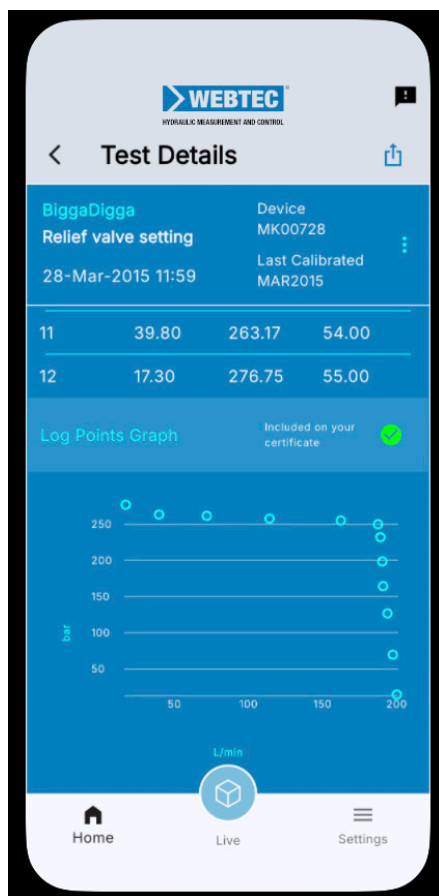 WEBTEC
HYDRAULIC MEASUREMENT AND CONTROL
Test Details
BiggaDigga
Relief valve setting
28-Mar-2015 11:59
Device
MK00728
Last Calibrated
MAR2015
11 39.80 263.17 54.00
12 17.30 276.75 55.00
Log Points Graph
Included on your
certificate
250
200
150
100
50
bar
50 100 150 200
L/min
Home Live Settings